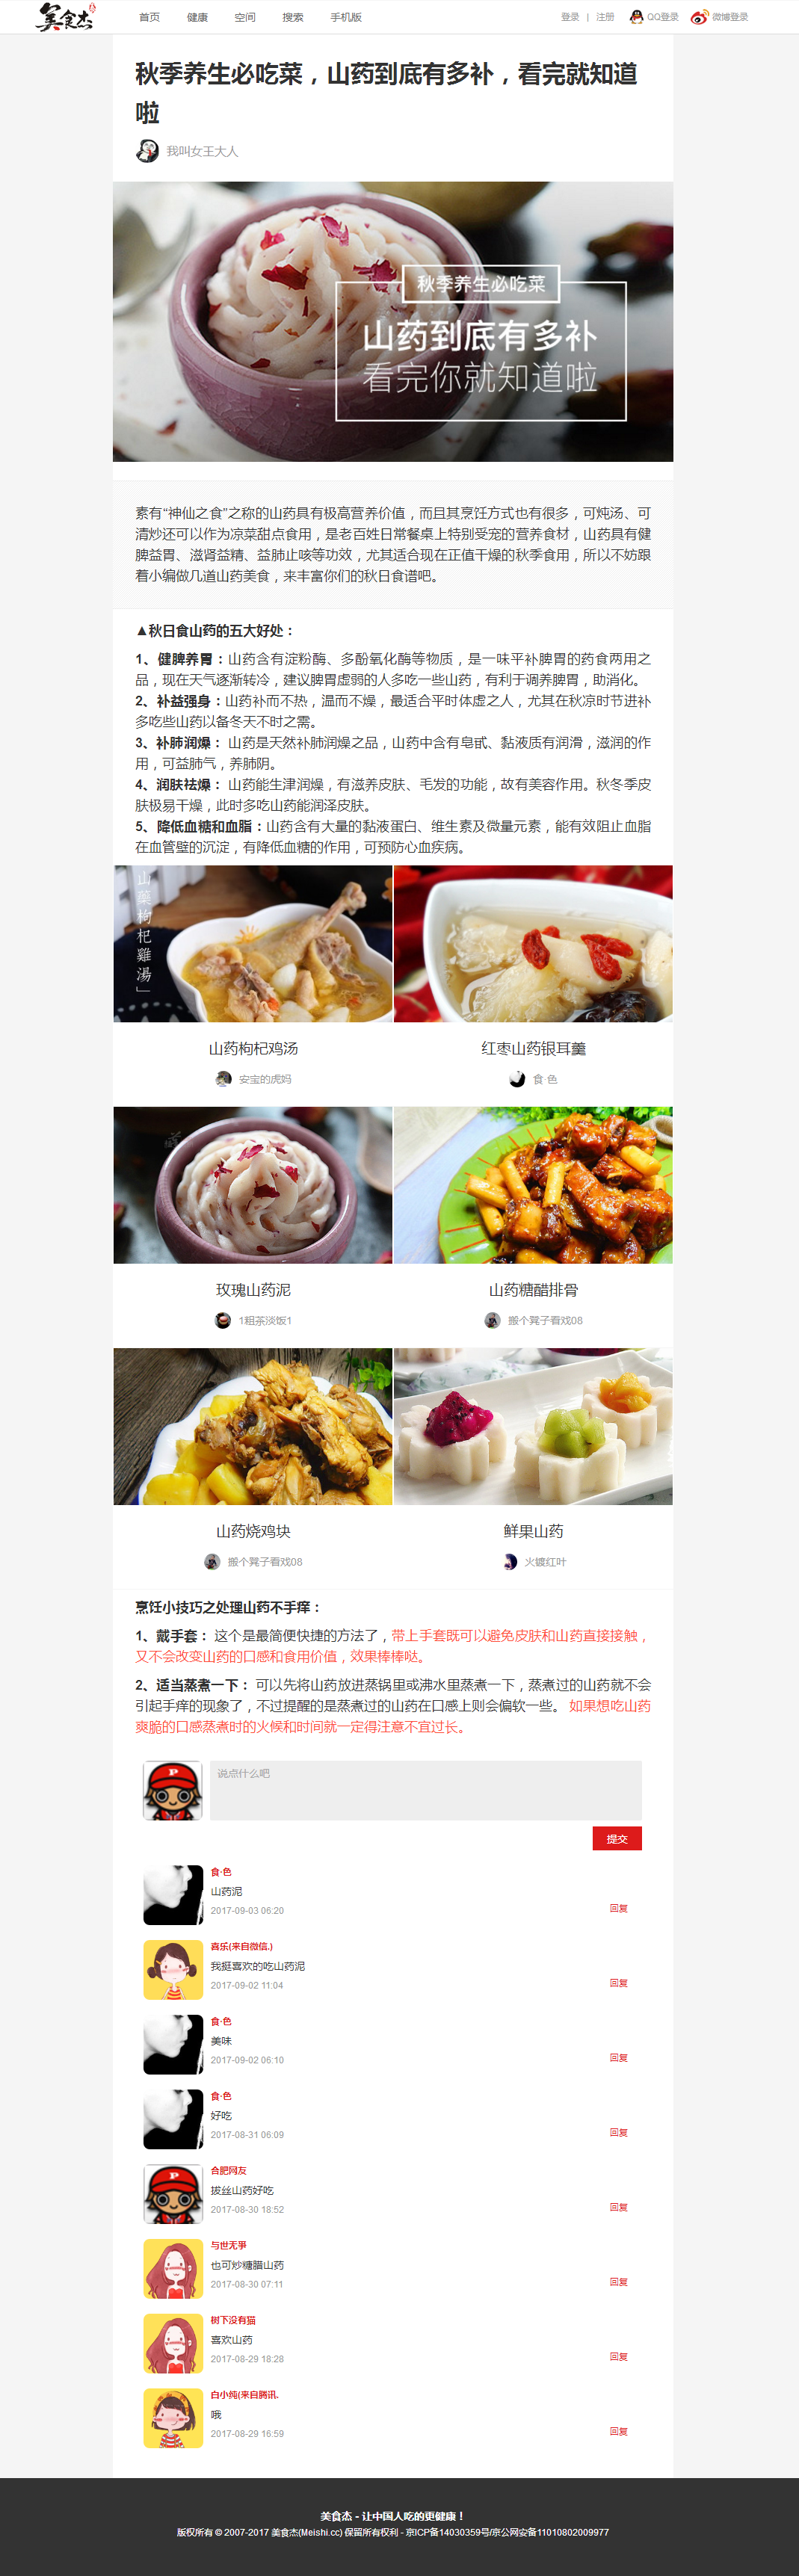 美食杰
首页 健康 空间 搜索 手机版 登录 | 注册 QQ登录 微博登录
秋季养生必吃菜，山药到底有多补，看完就知道
啦
我叫女王大人
秋季养生必吃菜
山药到底有多补
看完你就知道啦
素有“神仙之食”之称的山药具有极高营养价值，而且其烹饪方式也有很多，可炖汤、可
清炒还可以作为凉菜甜点食用，是老百姓日常餐桌上特别受宠的营养食材，山药具有健
脾益胃、滋肾益精、益肺止咳等功效，尤其适合现在正值干燥的秋季食用，所以不妨跟
着小编做几道山药美食，来丰富你们的秋日食谱吧。
▲秋日食山药的五大好处：
1、健脾养胃：山药含有淀粉酶、多酚氧化酶等物质，是一味平补脾胃的药食两用之
品，现在天气逐渐转冷，建议脾胃虚弱的人多吃一些山药，有利于调养脾胃，助消化。
2、补益强身：山药补而不热，温而不燥，最适合平时体虚之人，尤其在秋凉时节进补
多吃些山药以备冬天不时之需。
3、补肺润爆： 山药是天然补肺润燥之品，山药中含有皂甙、黏液质有润滑，滋润的作
用，可益肺气，养肺阴。
4、润肤祛爆： 山药能生津润燥，有滋养皮肤、毛发的功能，故有美容作用。秋冬季皮
肤极易干燥，此时多吃山药能润泽皮肤。
5、降低血糖和血脂：山药含有大量的黏液蛋白、维生素及微量元素，能有效阻止血脂
在血管壁的沉淀，有降低血糖的作用，可预防心血疾病。
山藥枸杞雞湯」
山药枸杞鸡汤 红枣山药银耳羹
安宝的虎妈 食·色
玫瑰山药泥 山药糖醋排骨
1粗茶淡饭1 搬个凳子看戏08
山药烧鸡块 鲜果山药
搬个凳子看戏08 火镀红叶
烹饪小技巧之处理山药不手痒：
1、戴手套： 这个是最简便快捷的方法了，带上手套既可以避免皮肤和山药直接接触，
又不会改变山药的口感和食用价值，效果棒棒哒。
2、适当蒸煮一下： 可以先将山药放进蒸锅里或沸水里蒸煮一下，蒸煮过的山药就不会
引起手痒的现象了，不过提醒的是蒸煮过的山药在口感上则会偏软一些。 如果想吃山药
爽脆的口感蒸煮时的火候和时间就一定得注意不宜过长。
说点什么吧
提交
食·色
山药泥
2017-09-03 06:20 回复
喜乐(来自微信.)
我挺喜欢的吃山药泥
2017-09-02 11:04 回复
食·色
美味
2017-09-02 06:10 回复
食·色
好吃
2017-08-31 06:09 回复
合肥网友
拔丝山药好吃
2017-08-30 18:52 回复
与世无争
也可炒糖腊山药
2017-08-30 07:11 回复
树下没有猫
喜欢山药
2017-08-29 18:28 回复
白小纯(来自腾讯.
哦
2017-08-29 16:59 回复
美食杰 - 让中国人吃的更健康！
版权所有 © 2007-2017 美食杰(Meishi.cc) 保留所有权利 - 京ICP备14030359号/京公网安备11010802009977